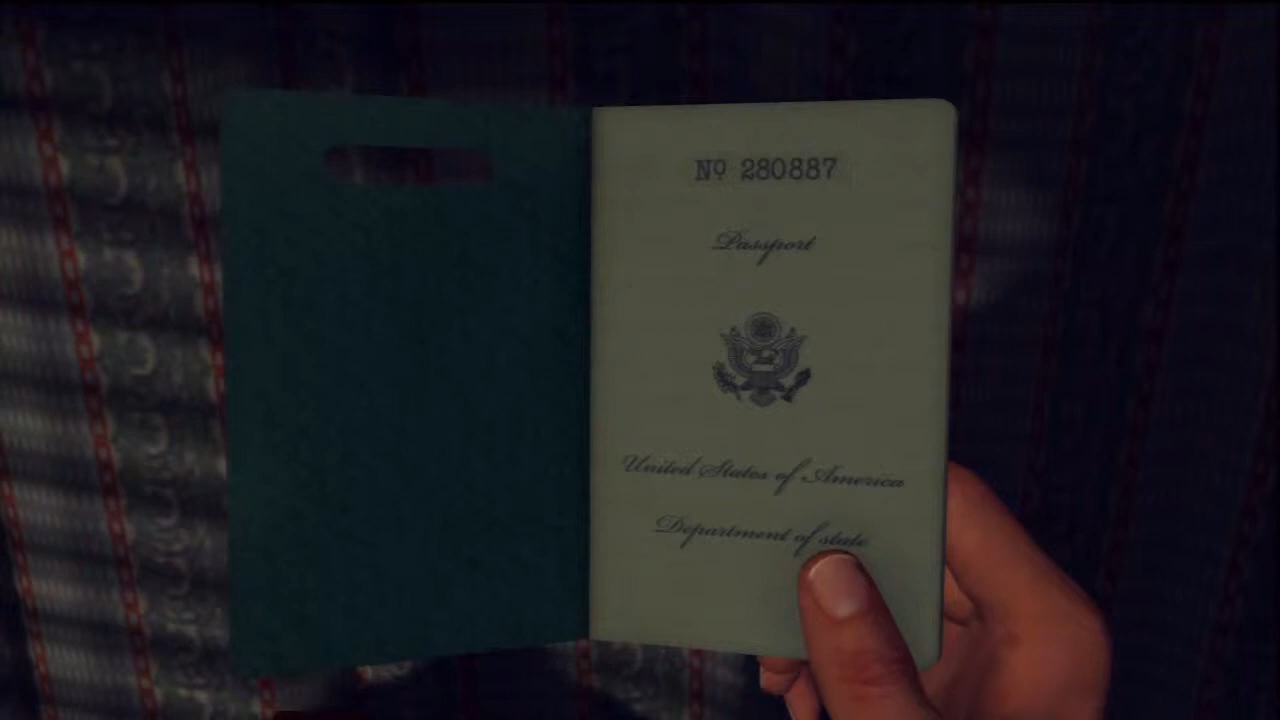 Nº 280887
Passport
United States of America
Department of state